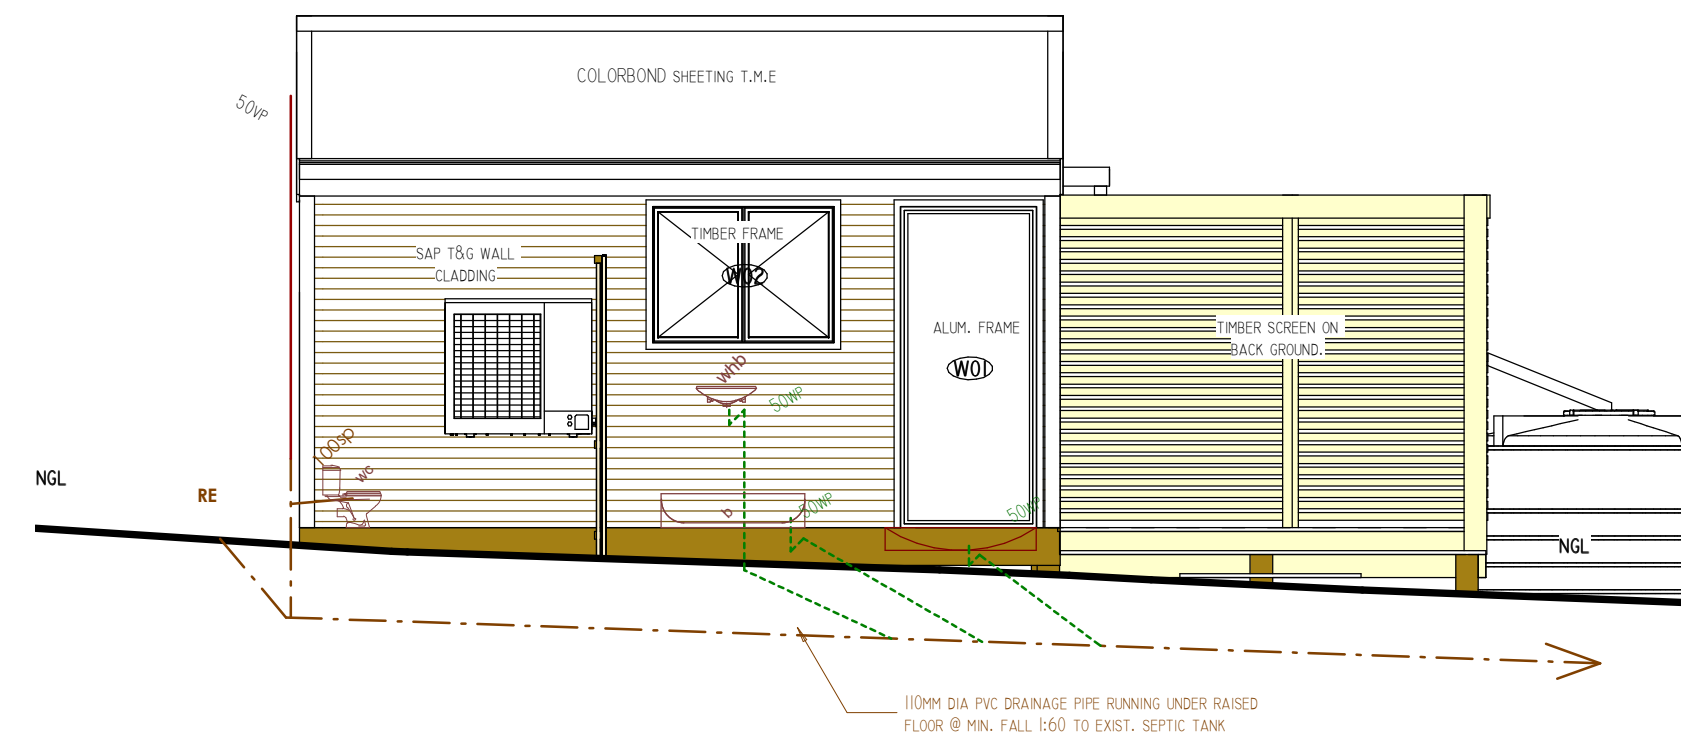 COLORBOND SHEETING T.M.E
50VP
TIMBER FRAME
W02
SAP T&G WALL
CLADDING
ALUM. FRAME
W01
TIMBER SCREEN ON
BACK GROUND.
whb
50WP
100sp
wc
NGL
RE
b
50WP
50WP
NGL
110MM DIA PVC DRAINAGE PIPE RUNNING UNDER RAISED
FLOOR @ MIN. FALL 1:60 TO EXIST. SEPTIC TANK